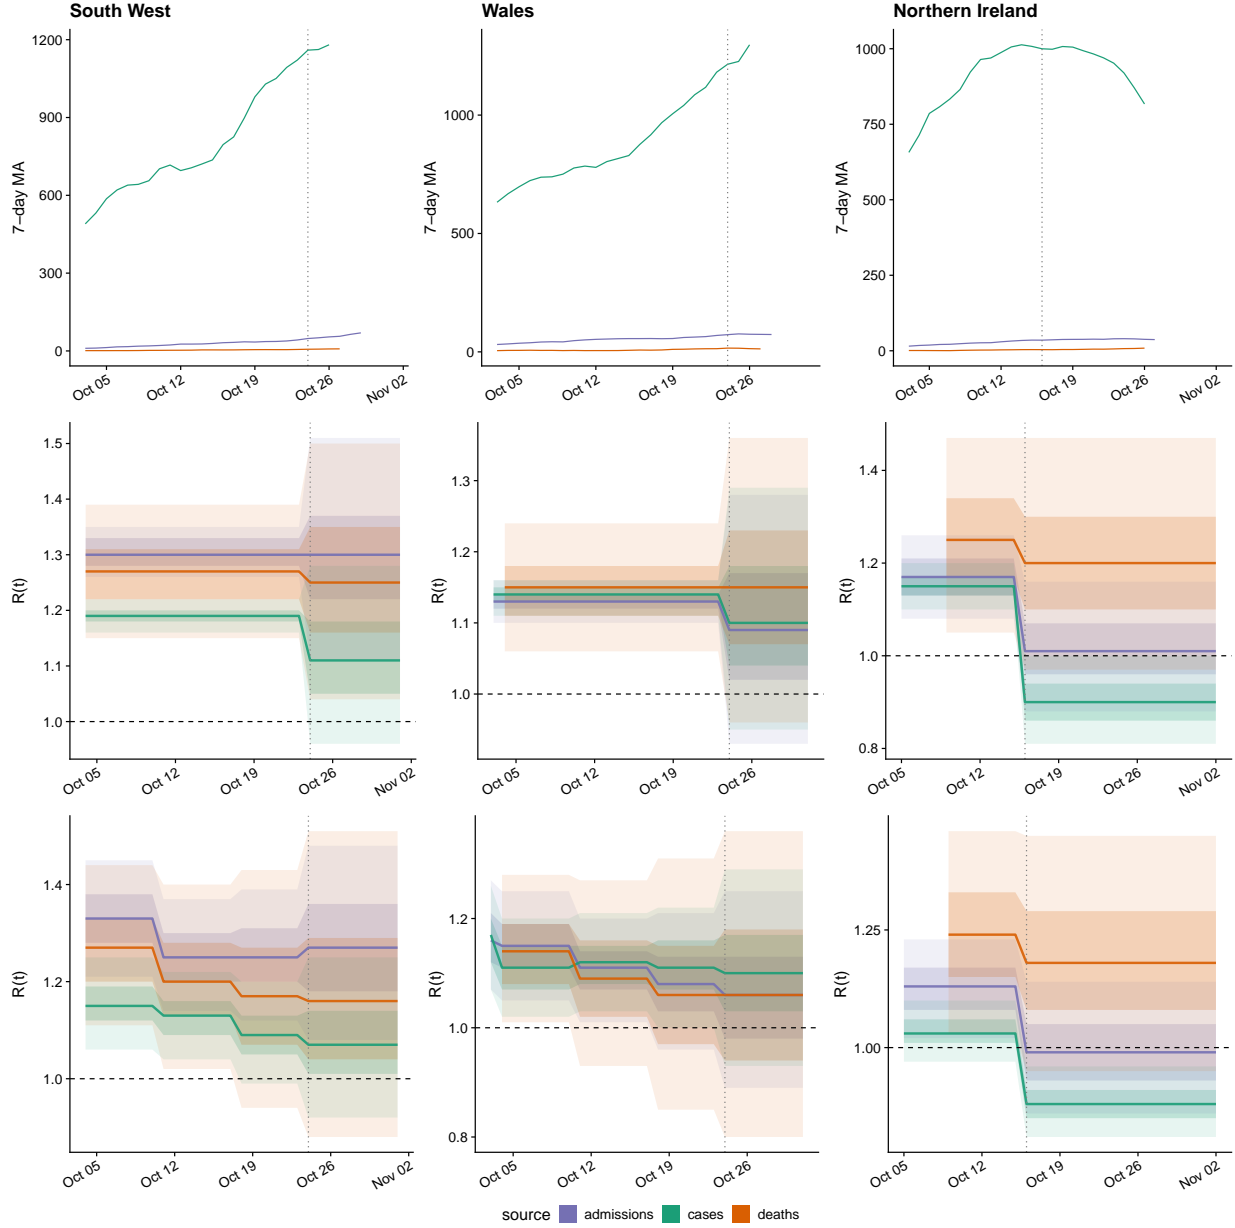 South West
Wales
Northern Ireland
7−day MA
1200
900
600
300
0
Oct 05
Oct 12
Oct 19
Oct 26
Nov 02
7−day MA
1000
500
0
Oct 05
Oct 12
Oct 19
Oct 26
7−day MA
1000
750
500
250
0
Oct 05
Oct 12
Oct 19
Oct 26
Nov 02
R(t)
1.5
1.4
1.3
1.2
1.1
1.0
Oct 05
Oct 12
Oct 19
Oct 26
Nov 02
R(t)
1.3
1.2
1.1
1.0
Oct 05
Oct 12
Oct 19
Oct 26
R(t)
1.4
1.2
1.0
0.8
Oct 05
Oct 12
Oct 19
Oct 26
Nov 02
R(t)
1.4
1.2
1.0
Oct 05
Oct 12
Oct 19
Oct 26
Nov 02
R(t)
1.2
1.0
0.8
Oct 05
Oct 12
Oct 19
Oct 26
R(t)
1.25
1.00
Oct 05
Oct 12
Oct 19
Oct 26
Nov 02
source admissions cases deaths